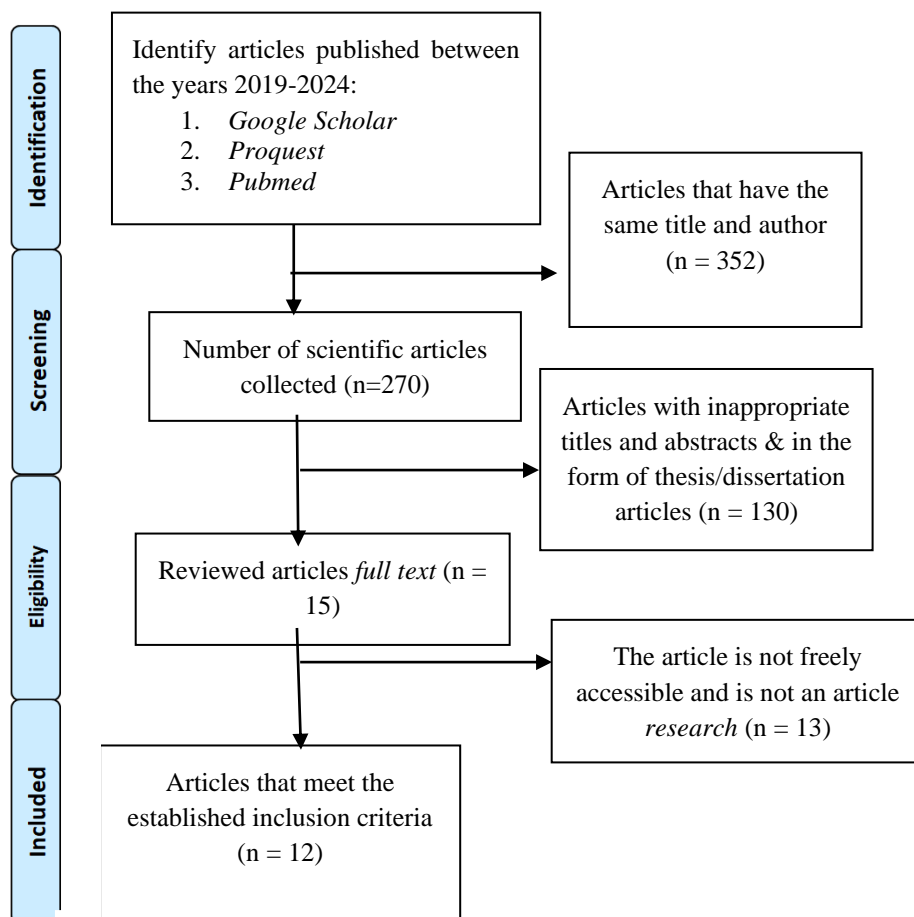 Identification
Identify articles published between
the years 2019-2024:
1. Google Scholar
2. Proquest
3. Pubmed
Articles that have the
same title and author
(n = 352)
Screening
Number of scientific articles
collected (n=270)
Articles with inappropriate
titles and abstracts & in the
form of thesis/dissertation
articles (n = 130)
Eligibility
Reviewed articles full text (n =
15)
The article is not freely
accessible and is not an article
research (n = 13)
Included
Articles that meet the
established inclusion criteria
(n = 12)